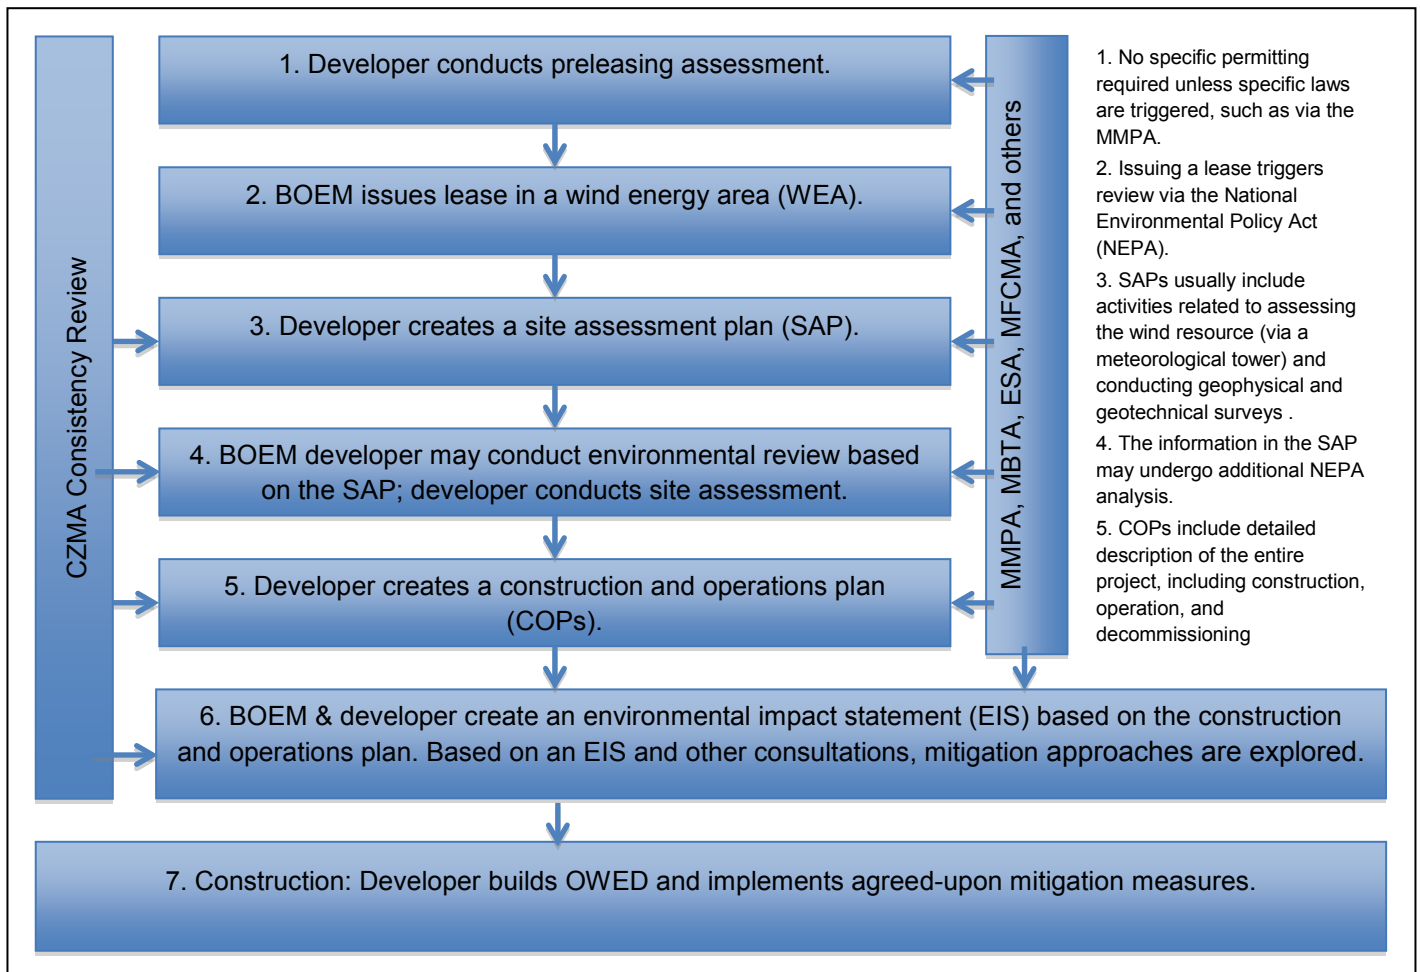 CZMA Consistency Review
1. Developer conducts preleasing assessment.
2. BOEM issues lease in a wind energy area (WEA).
3. Developer creates a site assessment plan (SAP).
4. BOEM developer may conduct environmental review based
on the SAP; developer conducts site assessment.
5. Developer creates a construction and operations plan
(COPs).
6. BOEM & developer create an environmental impact statement (EIS) based on the construction
and operations plan. Based on an EIS and other consultations, mitigation approaches are explored.
7. Construction: Developer builds OWED and implements agreed-upon mitigation measures.
MMPA, MBTA, ESA, MFCMA, and others
1. No specific permitting
required unless specific laws
are triggered, such as via the
MMPA.
2. Issuing a lease triggers
review via the National
Environmental Policy Act
(NEPA).
3. SAPs usually include
activities related to assessing
the wind resource (via a
meteorological tower) and
conducting geophysical and
geotechnical surveys .
4. The information in the SAP
may undergo additional NEPA
analysis.
5. COPs include detailed
description of the entire
project, including construction,
operation, and
decommissioning